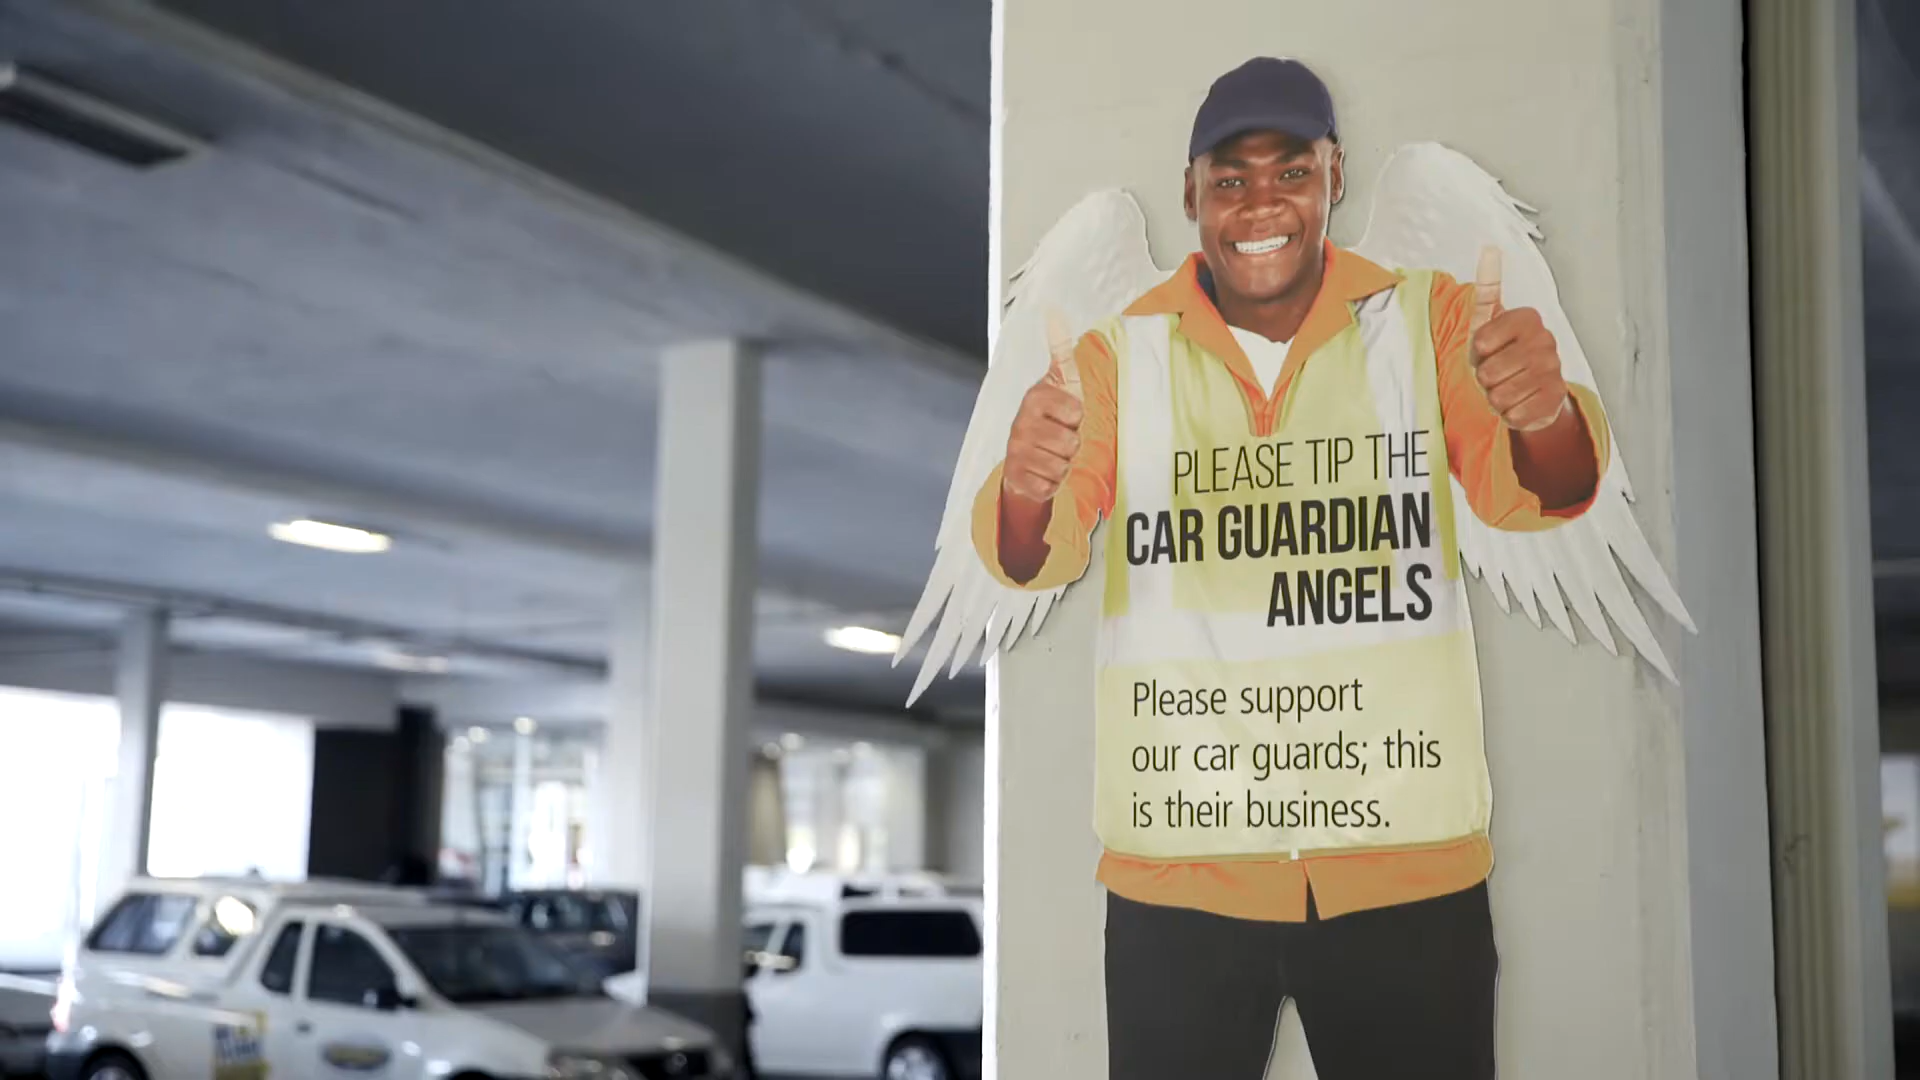 PLEASE TIP THE
CAR GUARDIAN
ANGELS
Please support
our car guards; this
is their business.